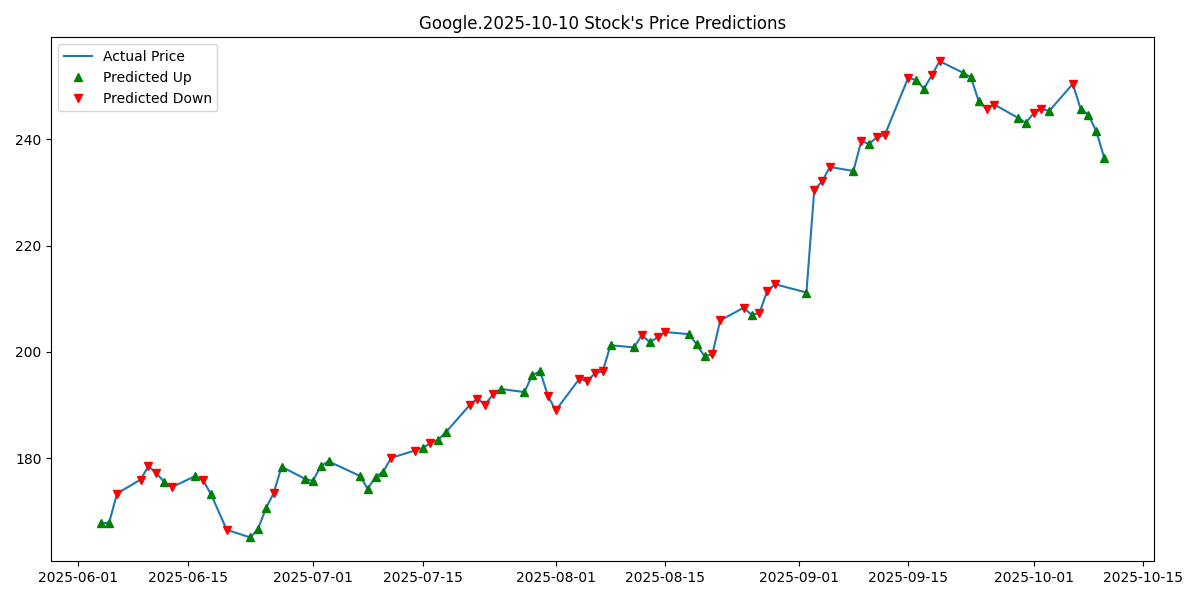 Google.2025-10-10 Stock's Price Predictions
Actual Price
Predicted Up
Predicted Down
240
220
200
180
2025-06-01 2025-06-15 2025-07-01 2025-07-15 2025-08-01 2025-08-15 2025-09-01 2025-09-15 2025-10-01 2025-10-15